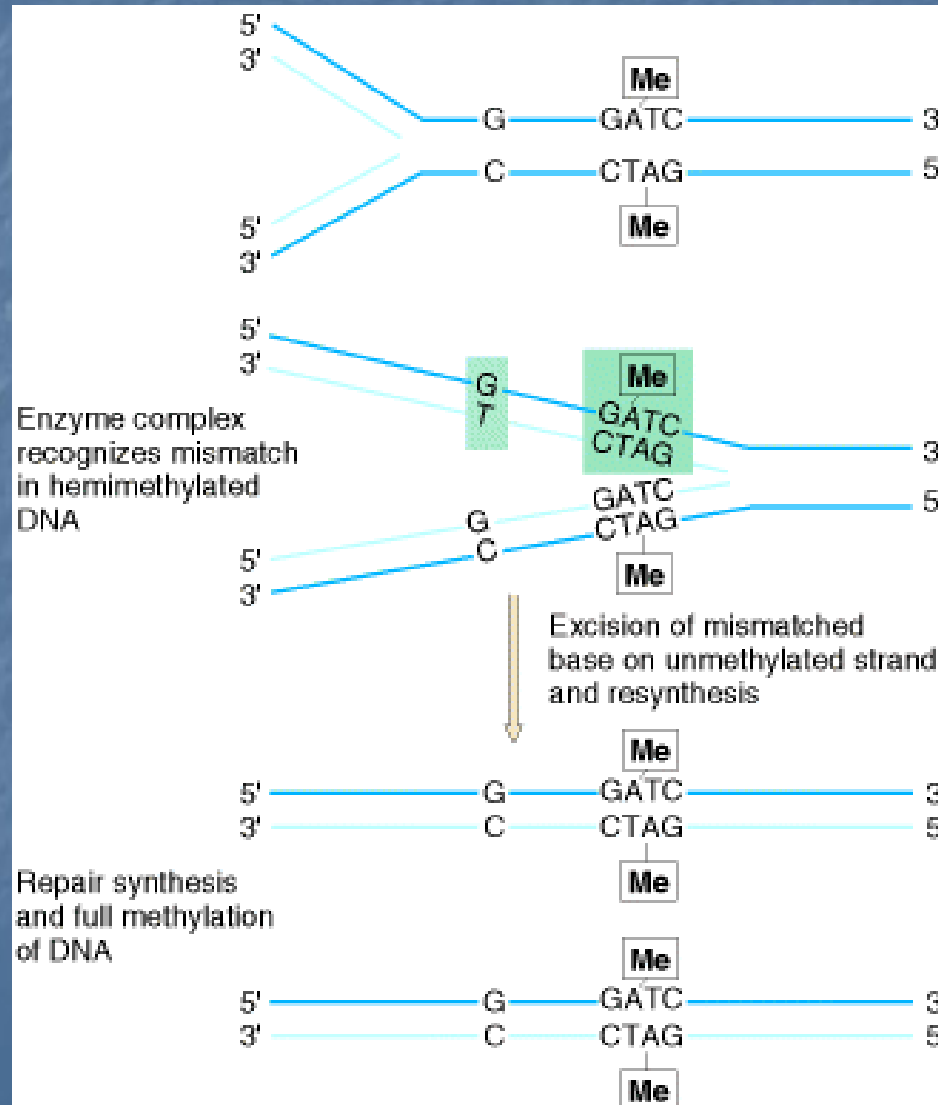 5'
3'
Me
G GATC 3
C CTAG 5
Me
5'
3'
5'
3'
Me
G
T
GATC
CTAG
3
Enzyme complex
recognizes mismatch
in hemimethylated
DNA
GATC
CTAG
5
G
C
5'
3'
Me
Excision of mismatched
base on unmethylated strand
and resynthesis
Me
5' G GATC 3
3' C CTAG 5
Me
Repair synthesis
and full methylation
of DNA
Me
5' G GATC 3
3' C CTAG 5
Me